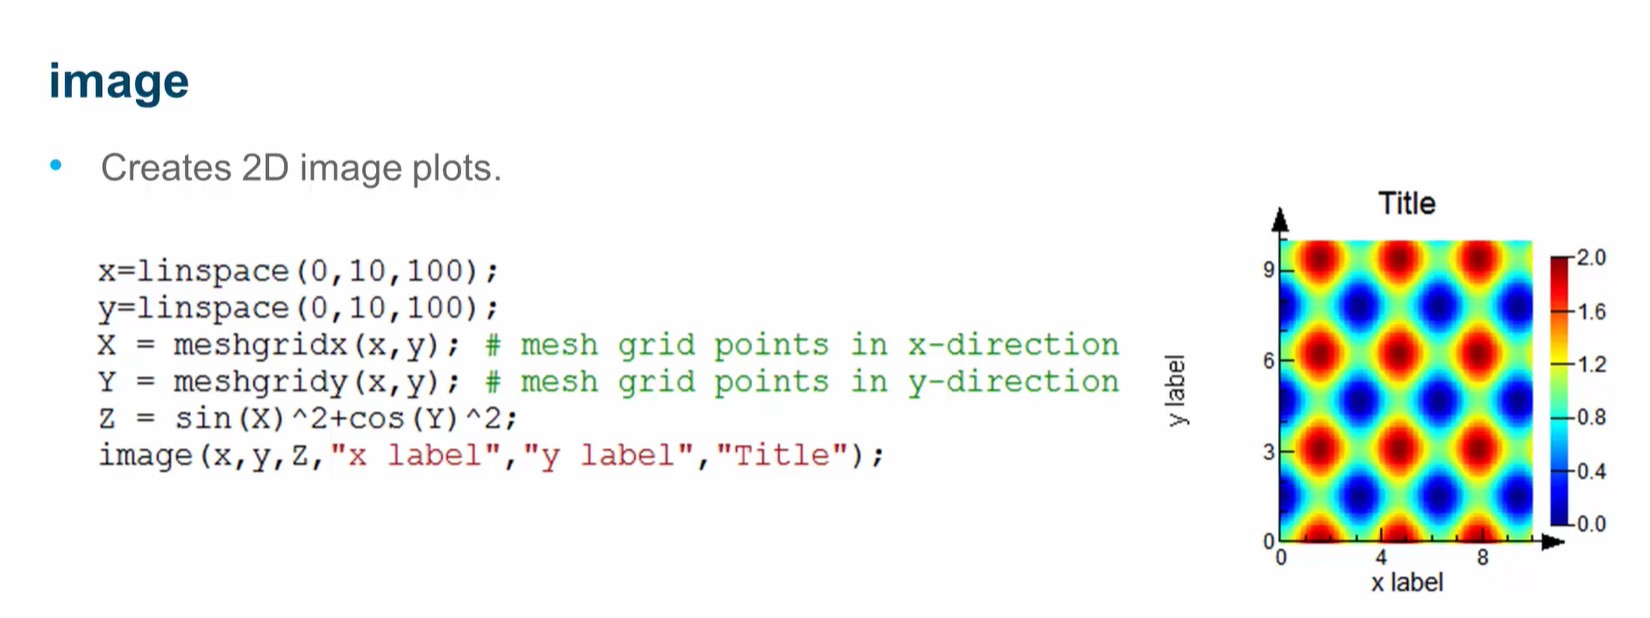 image
• Creates 2D image plots.
x=linspace(0,10,100);
y=linspace(0,10,100);
X = meshgridx(x,y); # mesh grid points in x-direction
Y = meshgridy(x,y); # mesh grid points in y-direction
Z = sin(X)^2+cos(Y)^2;
image(x,y,Z,"x label","y label","Title");
Title
y label
9
6
3
0
0 4 8
x label
2.0
1.6
1.2
0.8
0.4
0.0